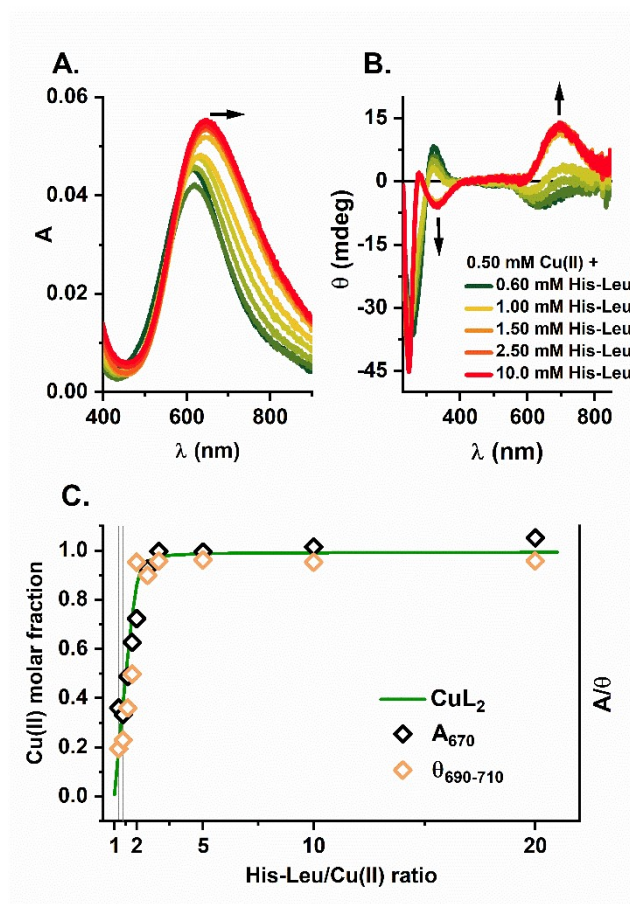 A.
B.
0.06
0.04
0.02
0.00
A
400 600 800
λ (nm)
15
0
-15
-30
-45
θ (mdeg)
0.50 mM Cu(II) +
0.60 mM His-Leu
1.00 mM His-Leu
1.50 mM His-Leu
2.50 mM His-Leu
10.0 mM His-Leu
400 600 800
λ (nm)
C.
1.0
0.8
0.6
0.4
0.2
0.0
Cu(II) molar fraction
CuL₂
A₆₇₀
θ₆₉₀₋₇₁₀
A/θ
1 2 5 10 20
His-Leu/Cu(II) ratio